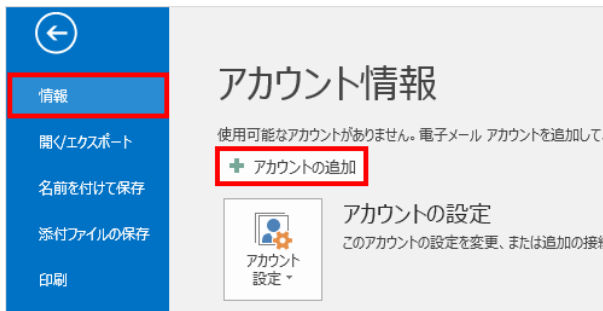 アカウント情報
情報
開く/エクスポート
名前を付けて保存
添付ファイルの保存
印刷
使用可能なアカウントがありません。電子メール アカウントを追加して
アカウントの追加
アカウントの設定
このアカウントの設定を変更、または追加の接続
アカウント
設定